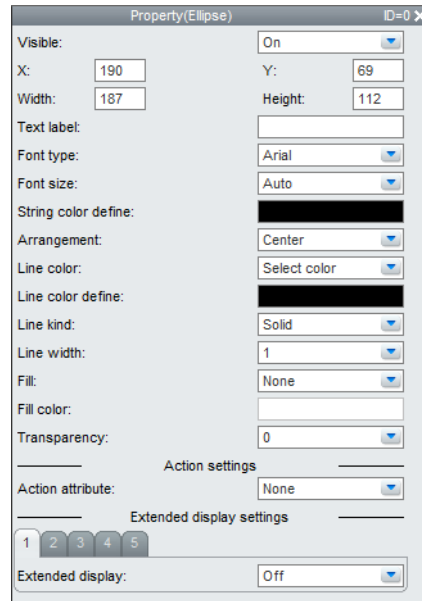 Property(Ellipse) ID=0 X
Visible: On
X: 190 Y: 69
Width: 187 Height: 112
Text label:
Font type: Arial
Font size: Auto
String color define:
Arrangement: Center
Line color: Select color
Line color define:
Line kind: Solid
Line width: 1
Fill: None
Fill color:
Transparency: 0
Action settings
Action attribute: None
Extended display settings
1 2 3 4 5
Extended display: Off